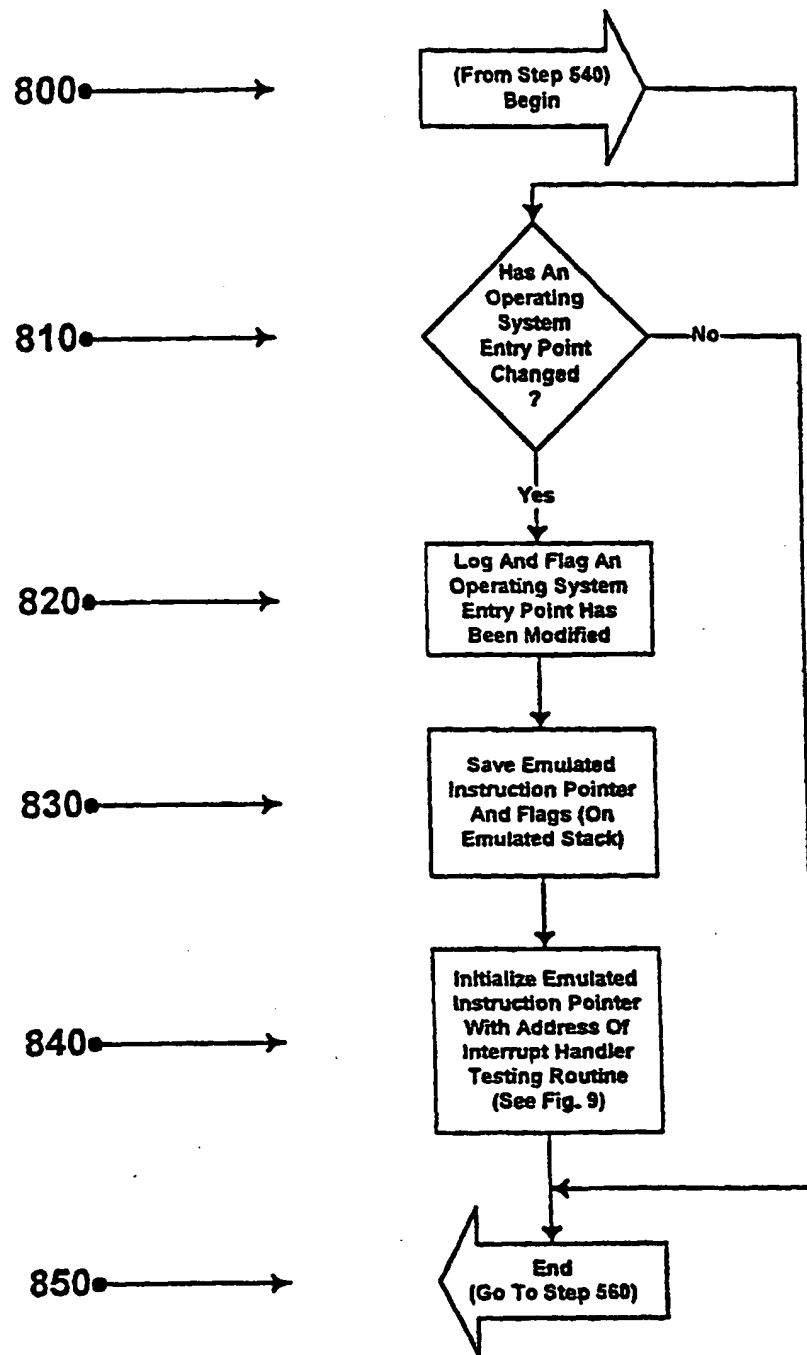 800
(From Step 540)
Begin
810
Has An
Operating
System
Entry Point
Changed
?
No
Yes
820
Log And Flag An
Operating System
Entry Point Has
Been Modified
830
Save Emulated
Instruction Pointer
And Flags (On
Emulated Stack)
840
Initialize Emulated
Instruction Pointer
With Address Of
Interrupt Handler
Testing Routine
(See Fig. 9)
850
End
(Go To Step 560)